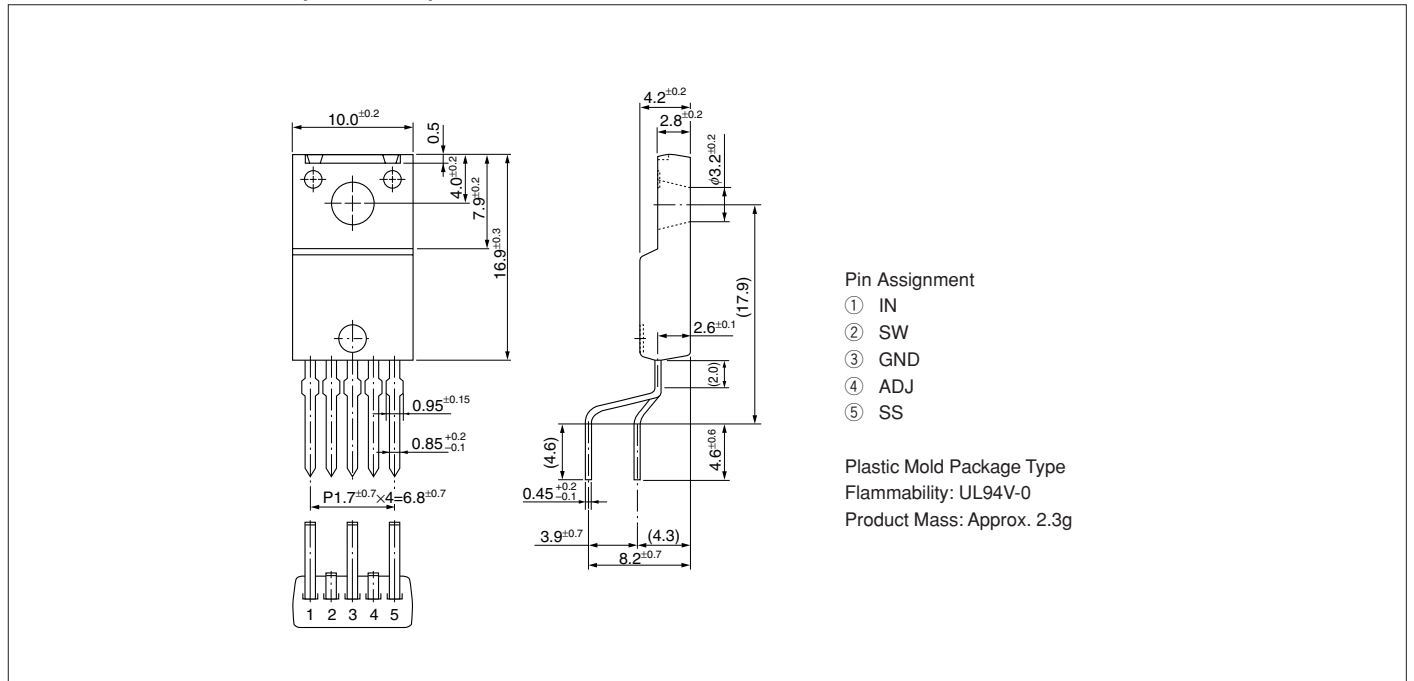 10.0±0.2
0.5
4.0±0.2
7.9±0.2
16.9±0.3
0.95±0.15
0.85 +0.2 −0.1
P1.7±0.7×4=6.8±0.7
1 2 3 4 5
4.2±0.2
2.8±0.2
φ3.2±0.2
(17.9)
2.6±0.1
(2.0)
(4.6)
4.6±0.6
0.45 +0.2 −0.1
3.9±0.7
(4.3)
8.2±0.7
Pin Assignment
① IN
② SW
③ GND
④ ADJ
⑤ SS
Plastic Mold Package Type
Flammability: UL94V-0
Product Mass: Approx. 2.3g